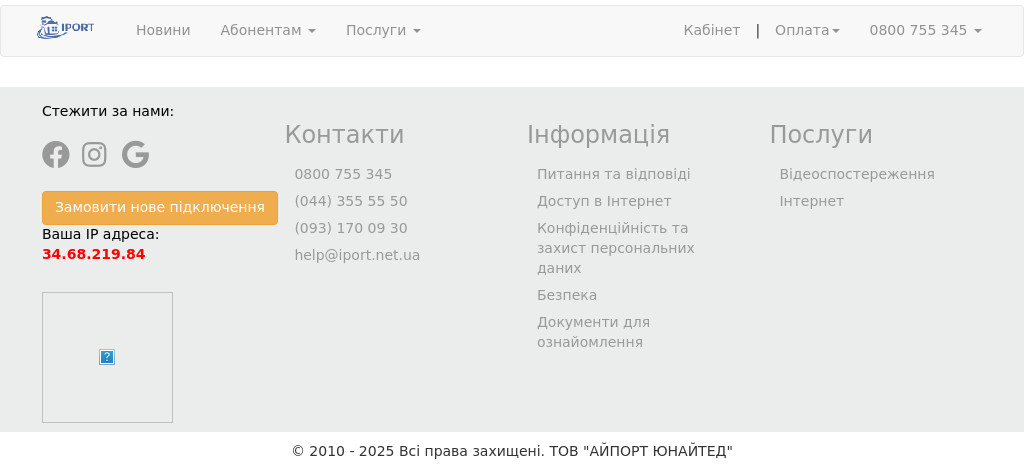 IPORT
Новини
Абонентам
Послуги
Кабінет | Оплата
0800 755 345
Стежити за нами:
Замовити нове підключення
Ваша IP адреса:
34.68.219.84
Контакти
0800 755 345
(044) 355 55 50
(093) 170 09 30
help@iport.net.ua
Інформація
Питання та відповіді
Доступ в Інтернет
Конфіденційність та
захист персональних
даних
Безпека
Документи для
ознайомлення
Послуги
Відеоспостереження
Інтернет
© 2010 - 2025 Всі права захищені. ТОВ "АЙПОРТ ЮНАЙТЕД"